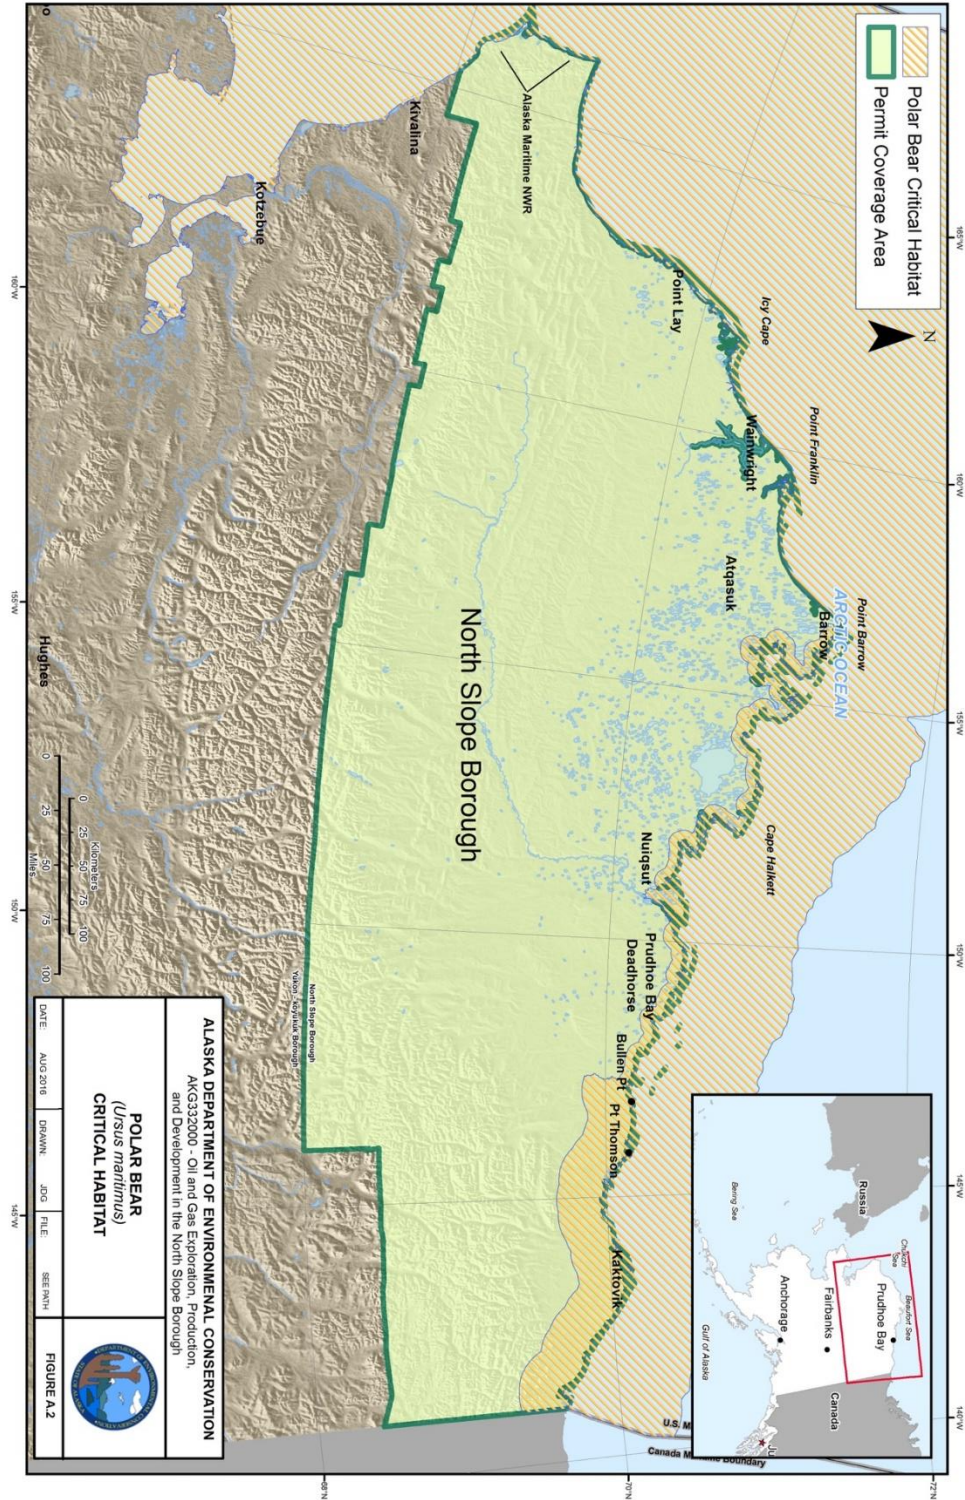 Polar Bear Critical Habitat
Permit Coverage Area
N
165°W
160°W
155°W
150°W
145°W
140°W
Icy Cape
Point Franklin
Point Barrow
ARCTIC OCEAN
Cape Halkett
Alaska Maritime NWR
Point Lay
Wainwright
Barrow
Atqasuk
Nuiqsut
Prudhoe Bay
Deadhorse
Bullen Pt
Pt Thomson
Kaktovik
North Slope Borough
Kivalina
Kotzebue
Hughes
North Slope Borough
Yukon - Koyukuk Borough
72°N
70°N
68°N
160°W
155°W
150°W
145°W
0 25 50 75 100
Kilometers
0 25 50 75 100
Miles
Russia
Chukchi
Sea
Beaufort Sea
Prudhoe Bay
Bering Sea
Fairbanks
Anchorage
Canada
Gulf of Alaska
Ju
U.S. M
Canada Maritime Boundary
ALASKA DEPARTMENT OF ENVIRONMENAL CONSERVATION
AKG332000 - Oil and Gas Exploration, Production,
and Development in the North Slope Borough
POLAR BEAR
(Ursus maritimus)
CRITICAL HABITAT
DATE: AUG 2016 DRAWN: JDG FILE: SEE PATH
FIGURE A.2